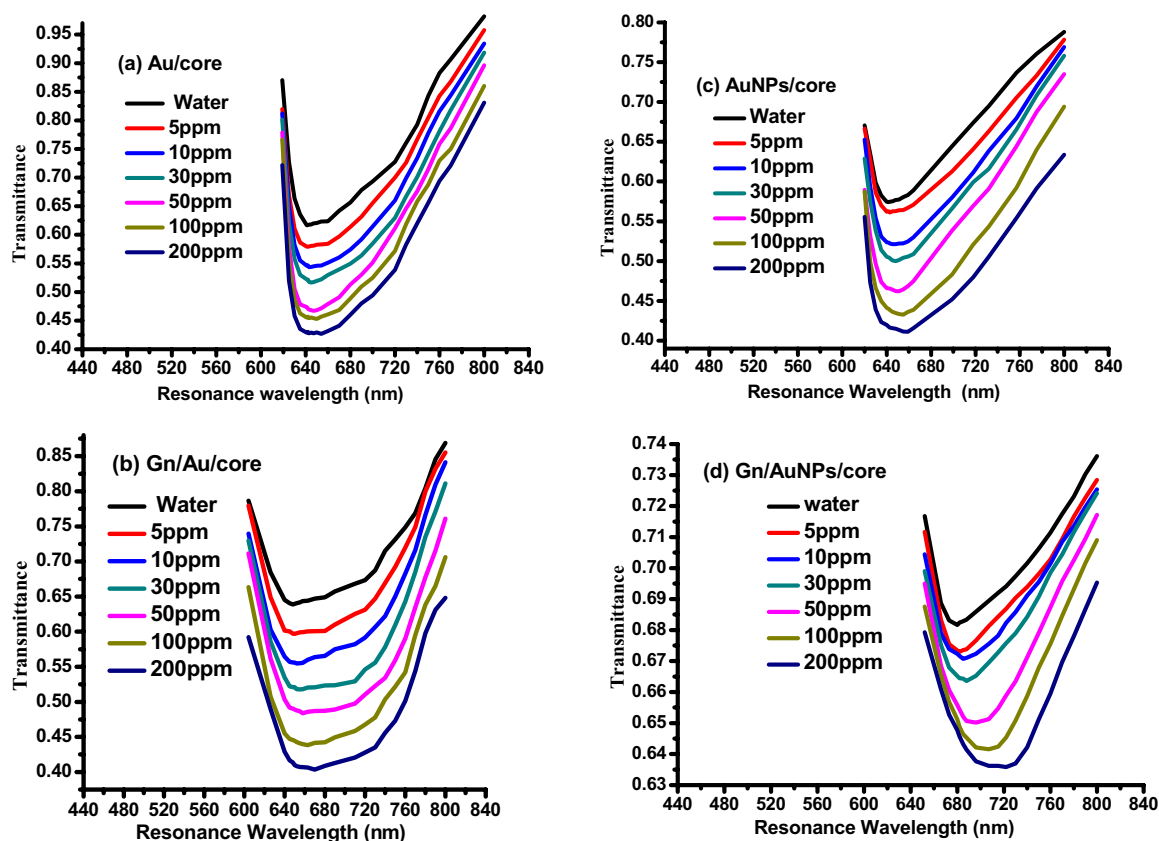 (a) Au/core
Water
5ppm
10ppm
30ppm
50ppm
100ppm
200ppm
Transmittance
0.95
0.90
0.85
0.80
0.75
0.70
0.65
0.60
0.55
0.50
0.45
0.40
440 480 520 560 600 640 680 720 760 800 840
Resonance wavelength (nm)
(c) AuNPs/core
Water
5ppm
10ppm
30ppm
50ppm
100ppm
200ppm
Transmittance
0.80
0.75
0.70
0.65
0.60
0.55
0.50
0.45
0.40
440 480 520 560 600 640 680 720 760 800 840
Resonance Wavelength (nm)
(b) Gn/Au/core
Water
5ppm
10ppm
30ppm
50ppm
100ppm
200ppm
Transmittance
0.85
0.80
0.75
0.70
0.65
0.60
0.55
0.50
0.45
0.40
440 480 520 560 600 640 680 720 760 800 840
Resonance Wavelength (nm)
(d) Gn/AuNPs/core
water
5ppm
10ppm
30ppm
50ppm
100ppm
200ppm
Transmittance
0.74
0.73
0.72
0.71
0.70
0.69
0.68
0.67
0.66
0.65
0.64
0.63
440 480 520 560 600 640 680 720 760 800 840
Resonance Wavelength (nm)